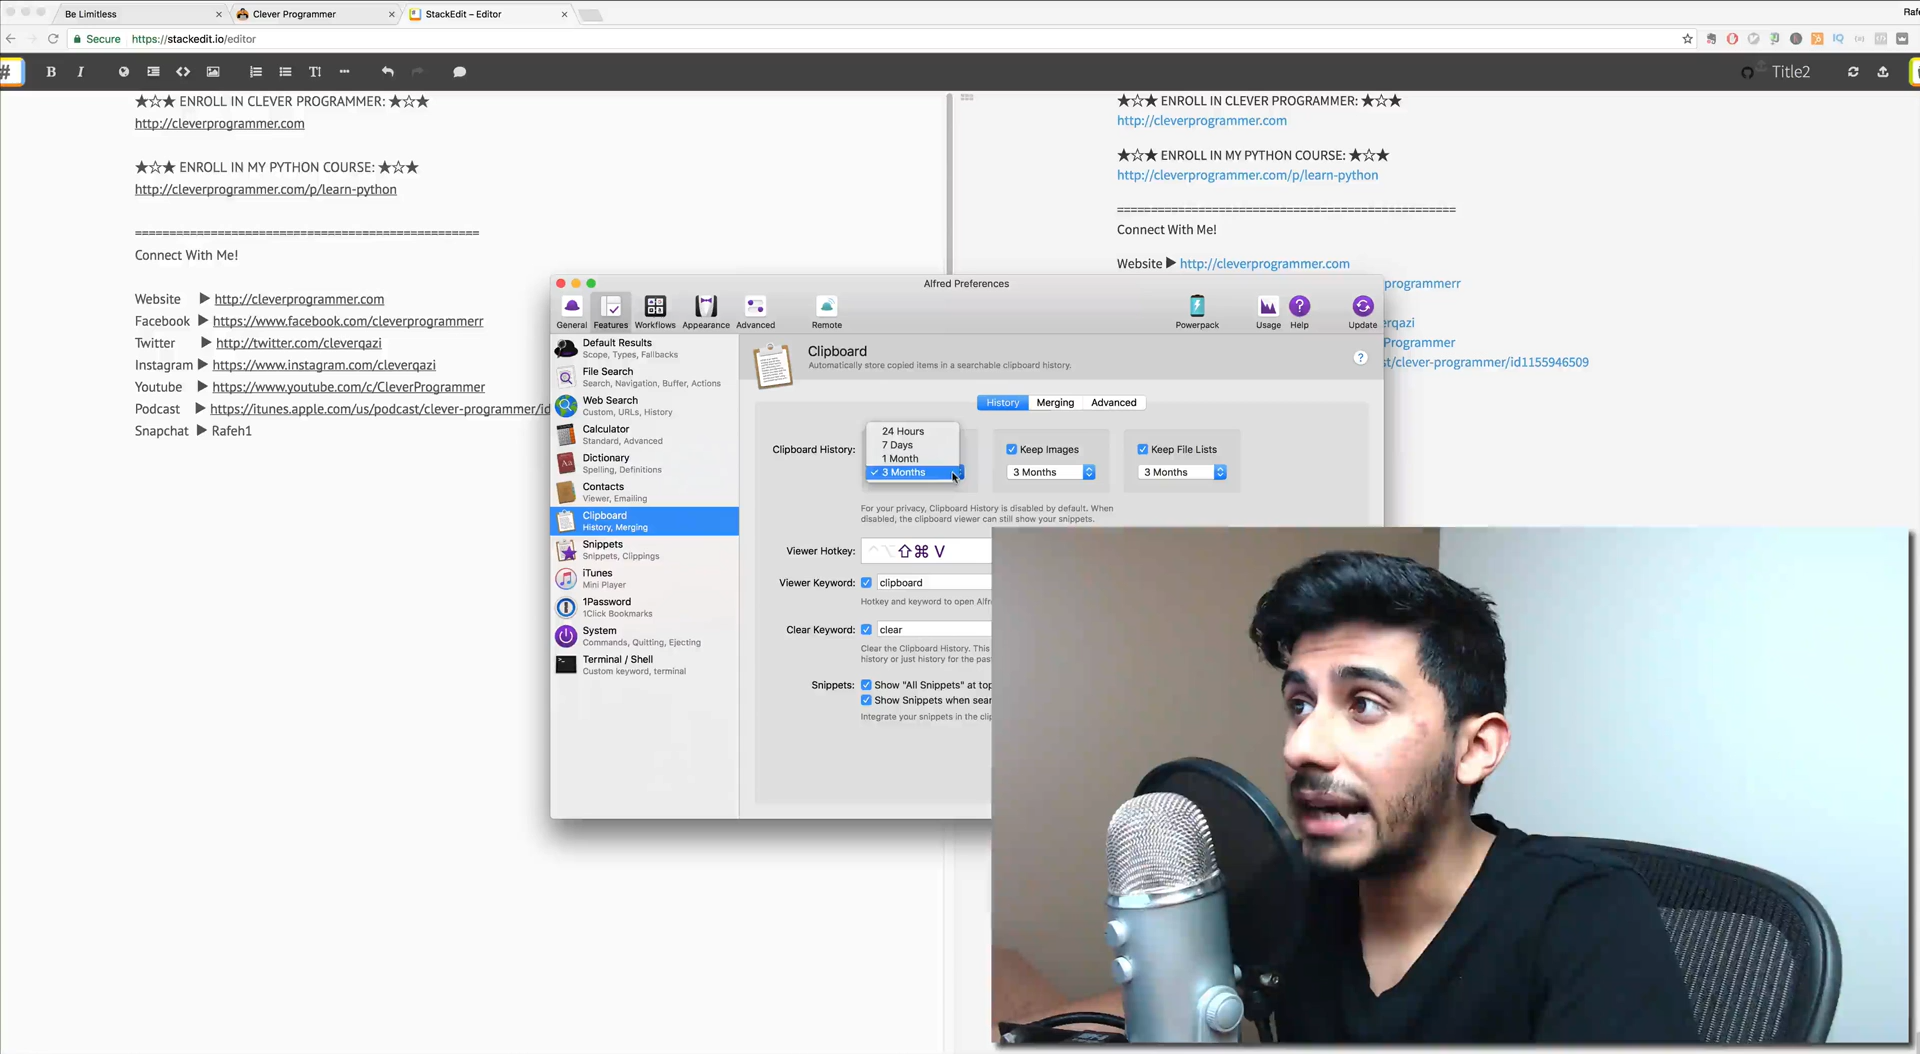 Be Limitless
Clever Programmer
StackEdit – Editor
Rafe
Secure https://stackedit.io/editor
# B I
Title2
★☆★ ENROLL IN CLEVER PROGRAMMER: ★☆★
http://cleverprogrammer.com
★☆★ ENROLL IN MY PYTHON COURSE: ★☆★
http://cleverprogrammer.com/p/learn-python
==================================================
Connect With Me!
Website ▶ http://cleverprogrammer.com
Facebook ▶ https://www.facebook.com/cleverprogrammerr
Twitter ▶ http://twitter.com/cleverqazi
Instagram ▶ https://www.instagram.com/cleverqazi
Youtube ▶ https://www.youtube.com/c/CleverProgrammer
Podcast ▶ https://itunes.apple.com/us/podcast/clever-programmer/id
Snapchat ▶ Rafeh1
★☆★ ENROLL IN CLEVER PROGRAMMER: ★☆★
http://cleverprogrammer.com
★☆★ ENROLL IN MY PYTHON COURSE: ★☆★
http://cleverprogrammer.com/p/learn-python
==================================================
Connect With Me!
Website ▶ http://cleverprogrammer.com
programmerr
qazi
Programmer
st/clever-programmer/id1155946509
Alfred Preferences
General Features Workflows Appearance Advanced Remote Powerpack Usage Help Update
Default Results
Scope, Types, Fallbacks
File Search
Search, Navigation, Buffer, Actions
Web Search
Custom, URLs, History
Calculator
Standard, Advanced
Dictionary
Spelling, Definitions
Contacts
Viewer, Emailing
Clipboard
History, Merging
Snippets
Snippets, Clippings
iTunes
Mini Player
1Password
1Click Bookmarks
System
Commands, Quitting, Ejecting
Terminal / Shell
Custom keyword, terminal
Clipboard
Automatically store copied items in a searchable clipboard history.
?
History Merging Advanced
Clipboard History:
24 Hours
7 Days
1 Month
✓ 3 Months
Keep Images
3 Months
Keep File Lists
3 Months
For your privacy, Clipboard History is disabled by default. When
disabled, the clipboard viewer can still show your snippets.
Viewer Hotkey: ⌃⌥⇧⌘ V
Viewer Keyword: clipboard
Hotkey and keyword to open Alfr
Clear Keyword: clear
Clear the Clipboard History. This
history or just history for the pas
Snippets: Show "All Snippets" at top
Show Snippets when sear
Integrate your snippets in the clip